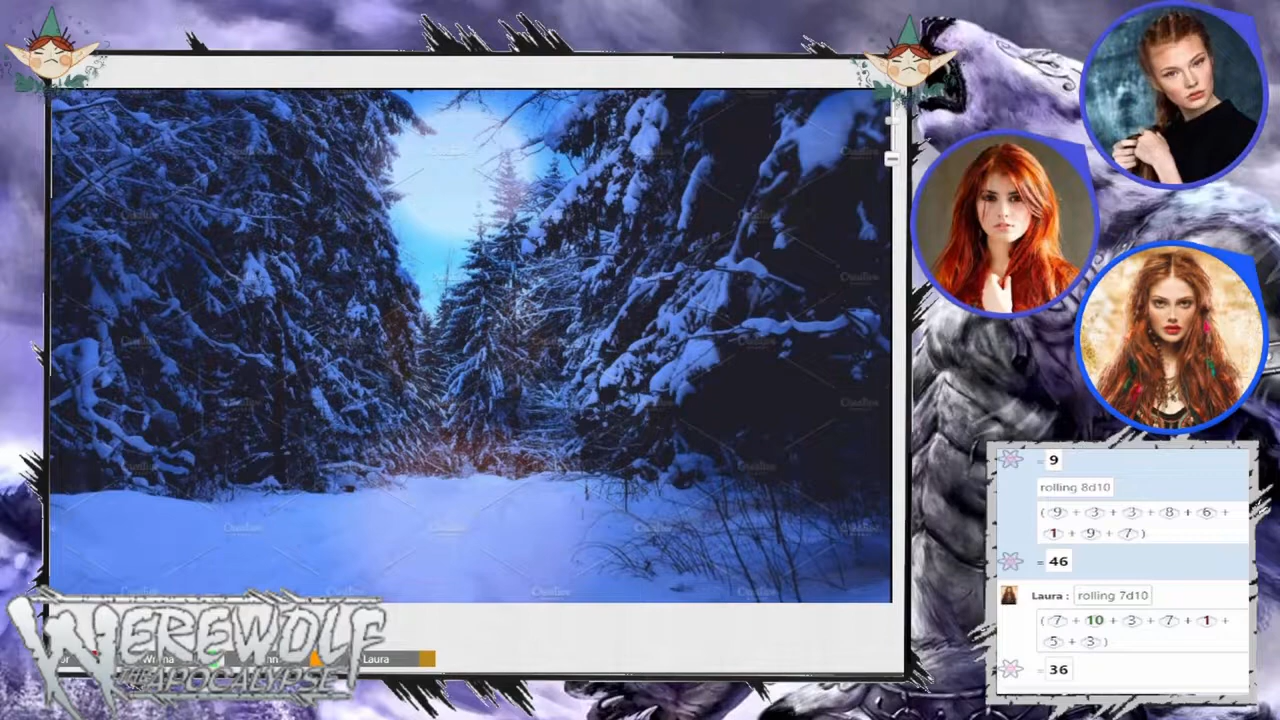 = 9
rolling 8d10
( 9 + 3 + 3 + 8 + 6 +
1 + 9 + 7 )
= 46
Laura : rolling 7d10
( 7 + 10 + 3 + 7 + 1 +
5 + 3 )
36
WEREWOLF
THE APOCALYPSE
Laura